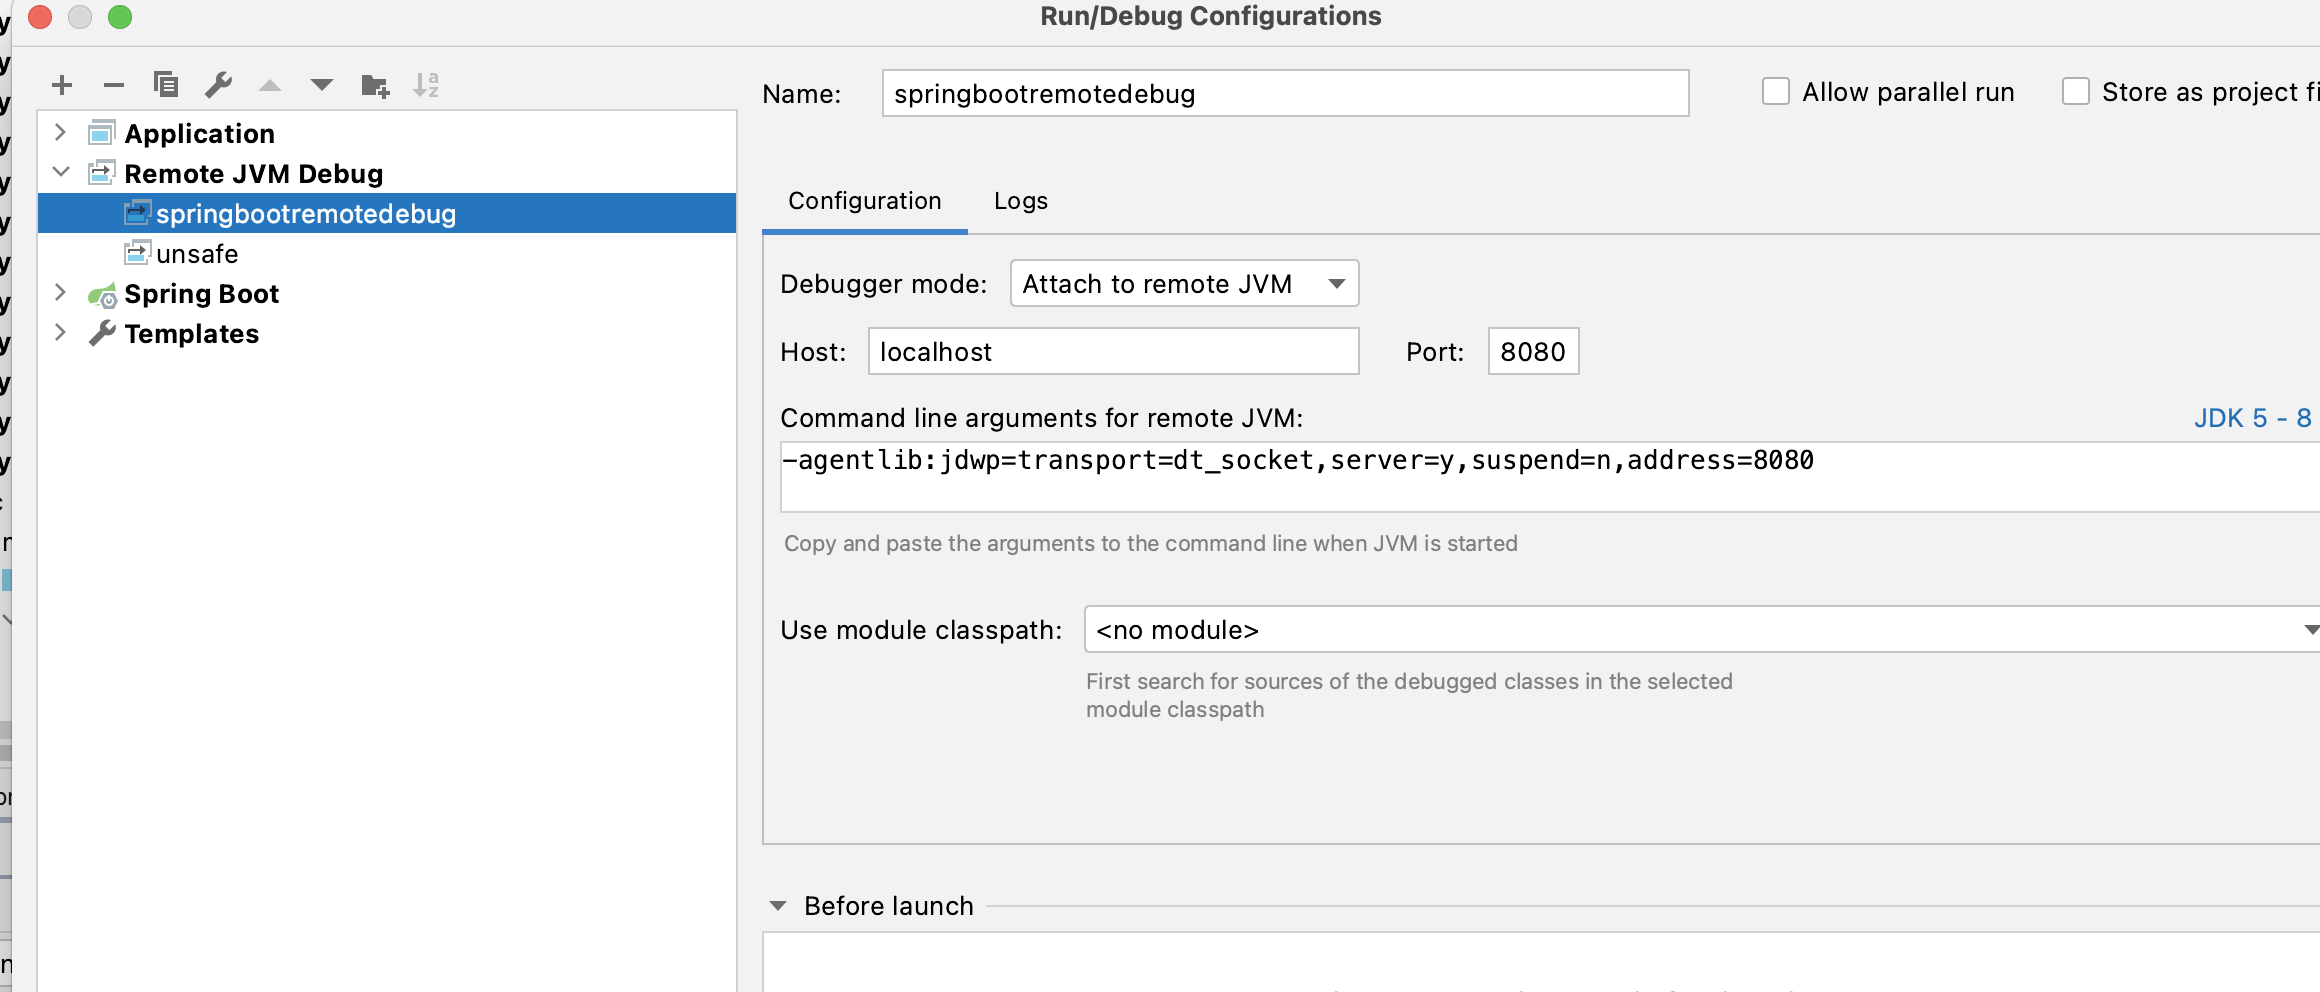 Run/Debug Configurations
Name: springbootremotedebug
Allow parallel run
Store as project
Application
Remote JVM Debug
springbootremotedebug
unsafe
Spring Boot
Templates
Configuration Logs
Debugger mode: Attach to remote JVM
Host: localhost Port: 8080
Command line arguments for remote JVM: JDK 5 - 8
-agentlib:jdwp=transport=dt_socket,server=y,suspend=n,address=8080
Copy and paste the arguments to the command line when JVM is started
Use module classpath: <no module>
First search for sources of the debugged classes in the selected
module classpath
Before launch